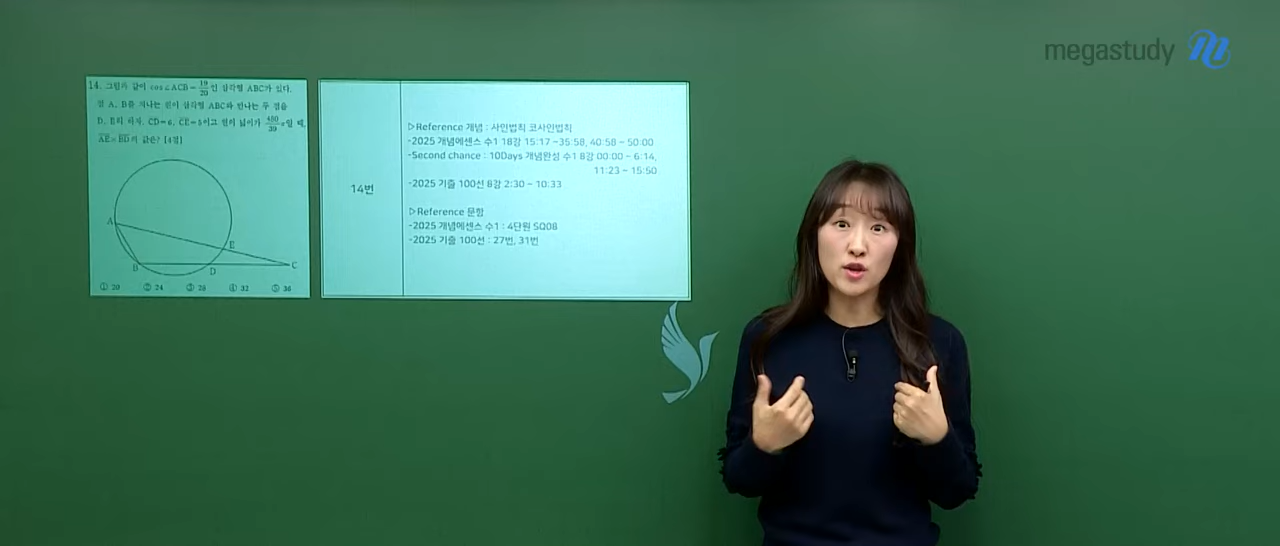 megastudy
14. 그림과 같이 cos∠ACB=19/20인 삼각형 ABC가 있다.
점 A, B를 지나는 원이 삼각형 ABC와 만나는 두 점을
D, E라 하자. CD=6, CE=5이고 원의 넓이가 π일 때,
AE×BD의 값은? [4점]
A
E
B
D
C
① 20 ② 24 ③ 28 ④ 32 ⑤ 36
14번
▷Reference 개념 : 사인법칙 코사인법칙
-2025 개념에센스 수1 18강 15:17 ~35:58, 40:58 ~ 50:00
-Second chance : 10Days 개념완성 수1 8강 00:00 ~ 6:14,
11:23 ~ 15:50
-2025 기출 100선 8강 2:30 ~ 10:33
▷Reference 문항
-2025 개념에센스 수1 : 4단원 SQ08
-2025 기출 100선 : 27번, 31번